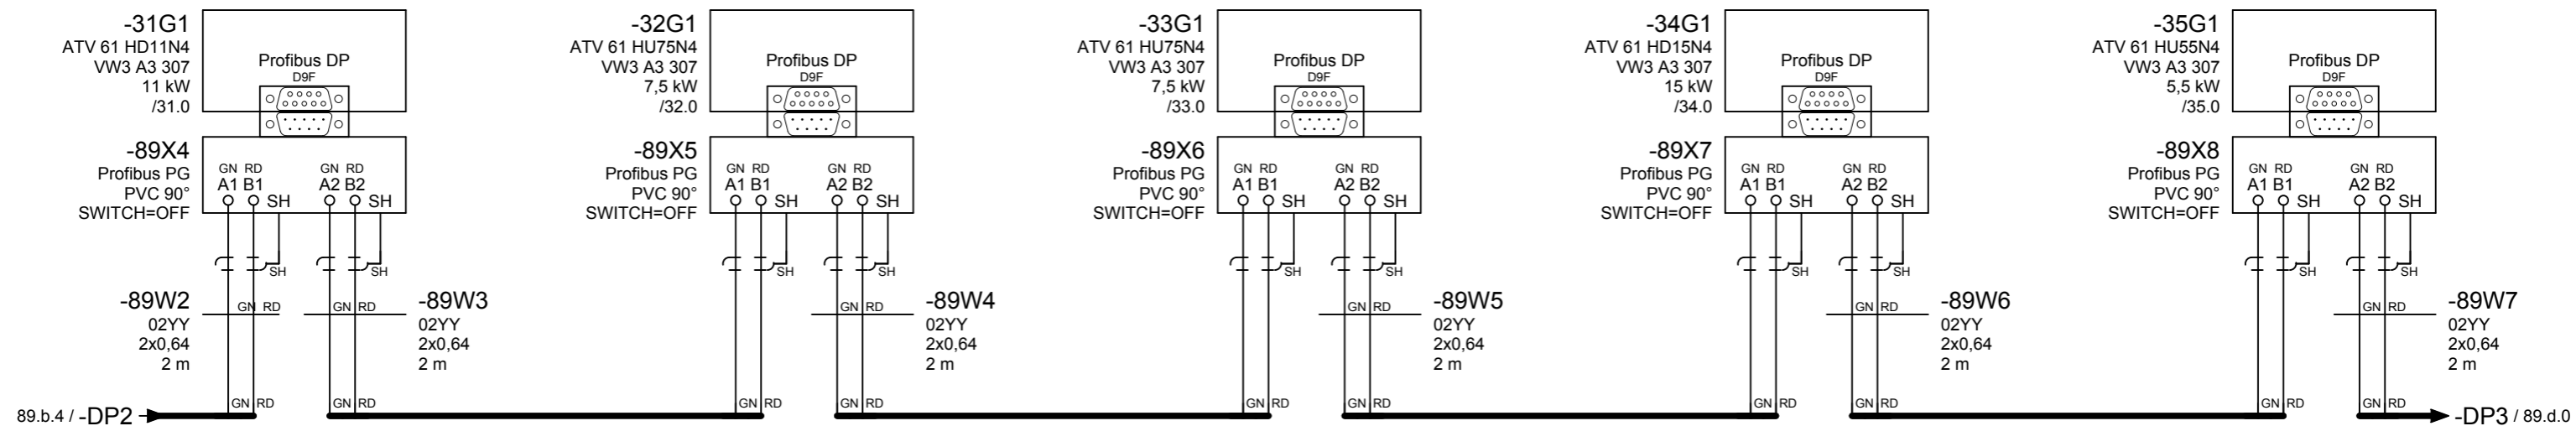 -31G1
ATV 61 HD11N4
VW3 A3 307
11 kW
/31.0
Profibus DP
D9F
-89X4
Profibus PG
PVC 90°
SWITCH=OFF
GN RD GN RD
A1 B1 SH A2 B2 SH
SH SH
-89W2
02YY
2x0,64
2 m
GN RD GN RD
-89W3
02YY
2x0,64
2 m
GN RD GN RD
89.b.4 / -DP2
-32G1
ATV 61 HU75N4
VW3 A3 307
7,5 kW
/32.0
Profibus DP
D9F
-89X5
Profibus PG
PVC 90°
SWITCH=OFF
GN RD GN RD
A1 B1 SH A2 B2 SH
SH SH
GN RD
-89W4
02YY
2x0,64
2 m
GN RD GN RD
-33G1
ATV 61 HU75N4
VW3 A3 307
7,5 kW
/33.0
Profibus DP
D9F
-89X6
Profibus PG
PVC 90°
SWITCH=OFF
GN RD GN RD
A1 B1 SH A2 B2 SH
SH SH
GN RD
-89W5
02YY
2x0,64
2 m
GN RD GN RD
-34G1
ATV 61 HD15N4
VW3 A3 307
15 kW
/34.0
Profibus DP
D9F
-89X7
Profibus PG
PVC 90°
SWITCH=OFF
GN RD GN RD
A1 B1 SH A2 B2 SH
SH SH
GN RD
-89W6
02YY
2x0,64
2 m
GN RD GN RD
-35G1
ATV 61 HU55N4
VW3 A3 307
5,5 kW
/35.0
Profibus DP
D9F
-89X8
Profibus PG
PVC 90°
SWITCH=OFF
GN RD GN RD
A1 B1 SH A2 B2 SH
SH SH
GN RD
-89W7
02YY
2x0,64
2 m
GN RD GN RD
-DP3 / 89.d.0